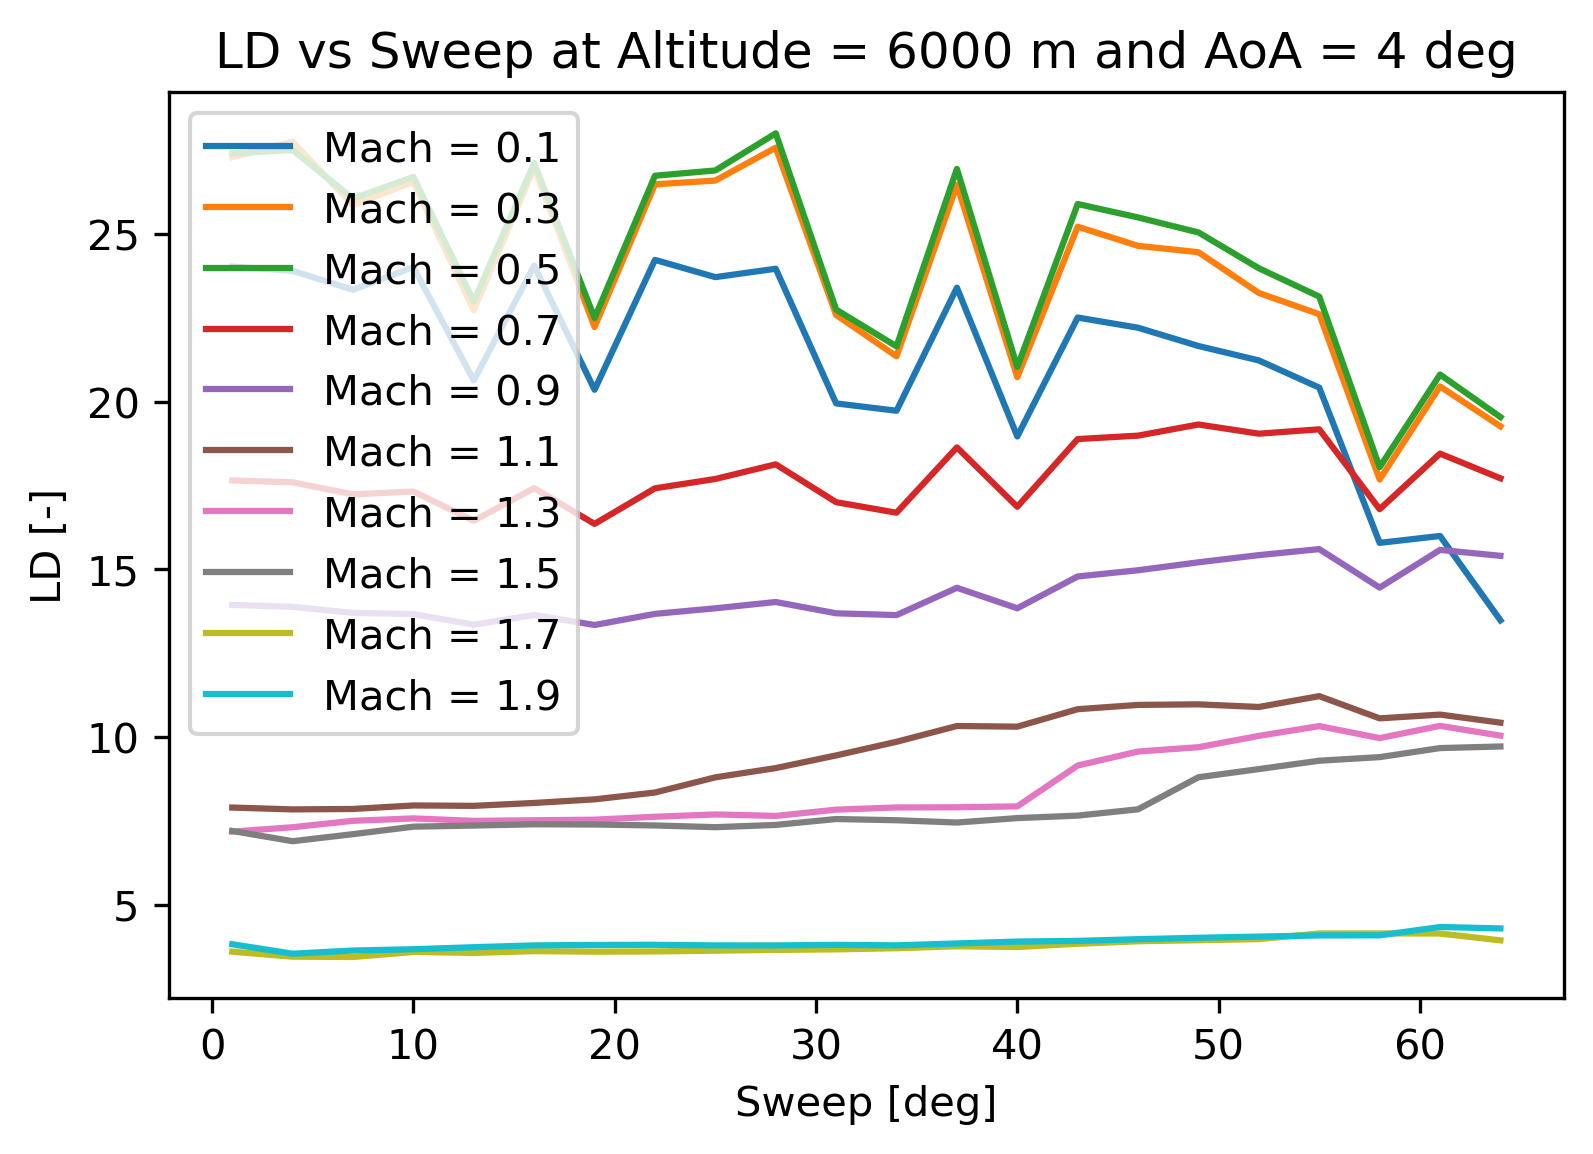 LD vs Sweep at Altitude = 6000 m and AoA = 4 deg
Mach = 0.1
Mach = 0.3
Mach = 0.5
Mach = 0.7
Mach = 0.9
Mach = 1.1
Mach = 1.3
Mach = 1.5
Mach = 1.7
Mach = 1.9
LD [-]
25
20
15
10
5
0 10 20 30 40 50 60
Sweep [deg]